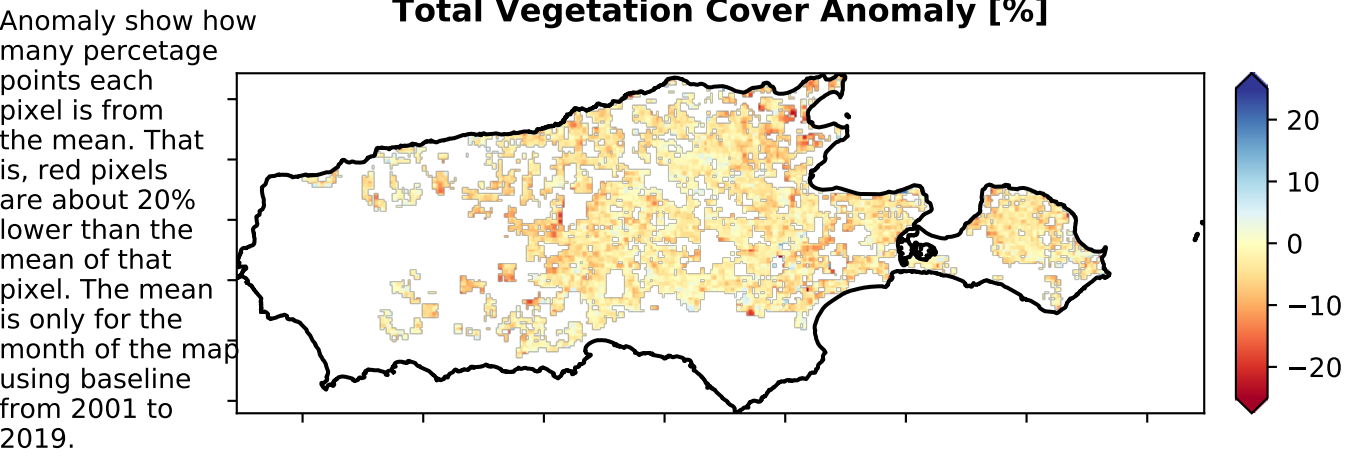 Total Vegetation Cover Anomaly [%]
Anomaly show how
many percetage
points each
pixel is from
the mean. That
is, red pixels
are about 20%
lower than the
mean of that
pixel. The mean
is only for the
month of the map
using baseline
from 2001 to
2019.
20
10
0
−10
−20